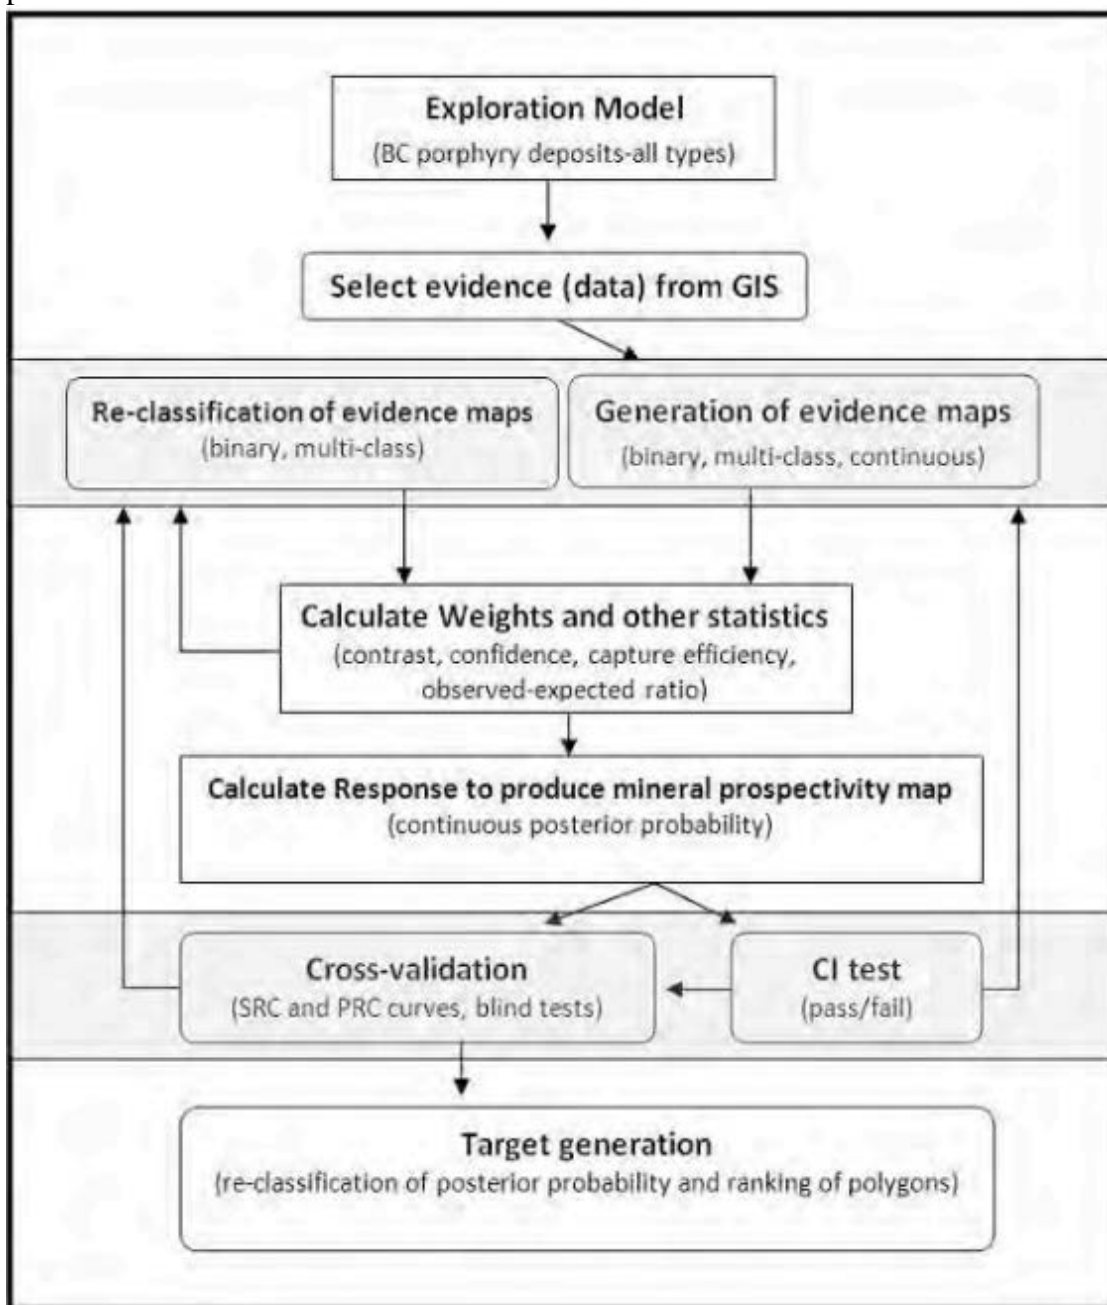 Exploration Model
(BC porphyry deposits-all types)
Select evidence (data) from GIS
Re-classification of evidence maps
(binary, multi-class)
Generation of evidence maps
(binary, multi-class, continuous)
Calculate Weights and other statistics
(contrast, confidence, capture efficiency,
observed-expected ratio)
Calculate Response to produce mineral prospectivity map
(continuous posterior probability)
Cross-validation
(SRC and PRC curves, blind tests)
CI test
(pass/fail)
Target generation
(re-classification of posterior probability and ranking of polygons)